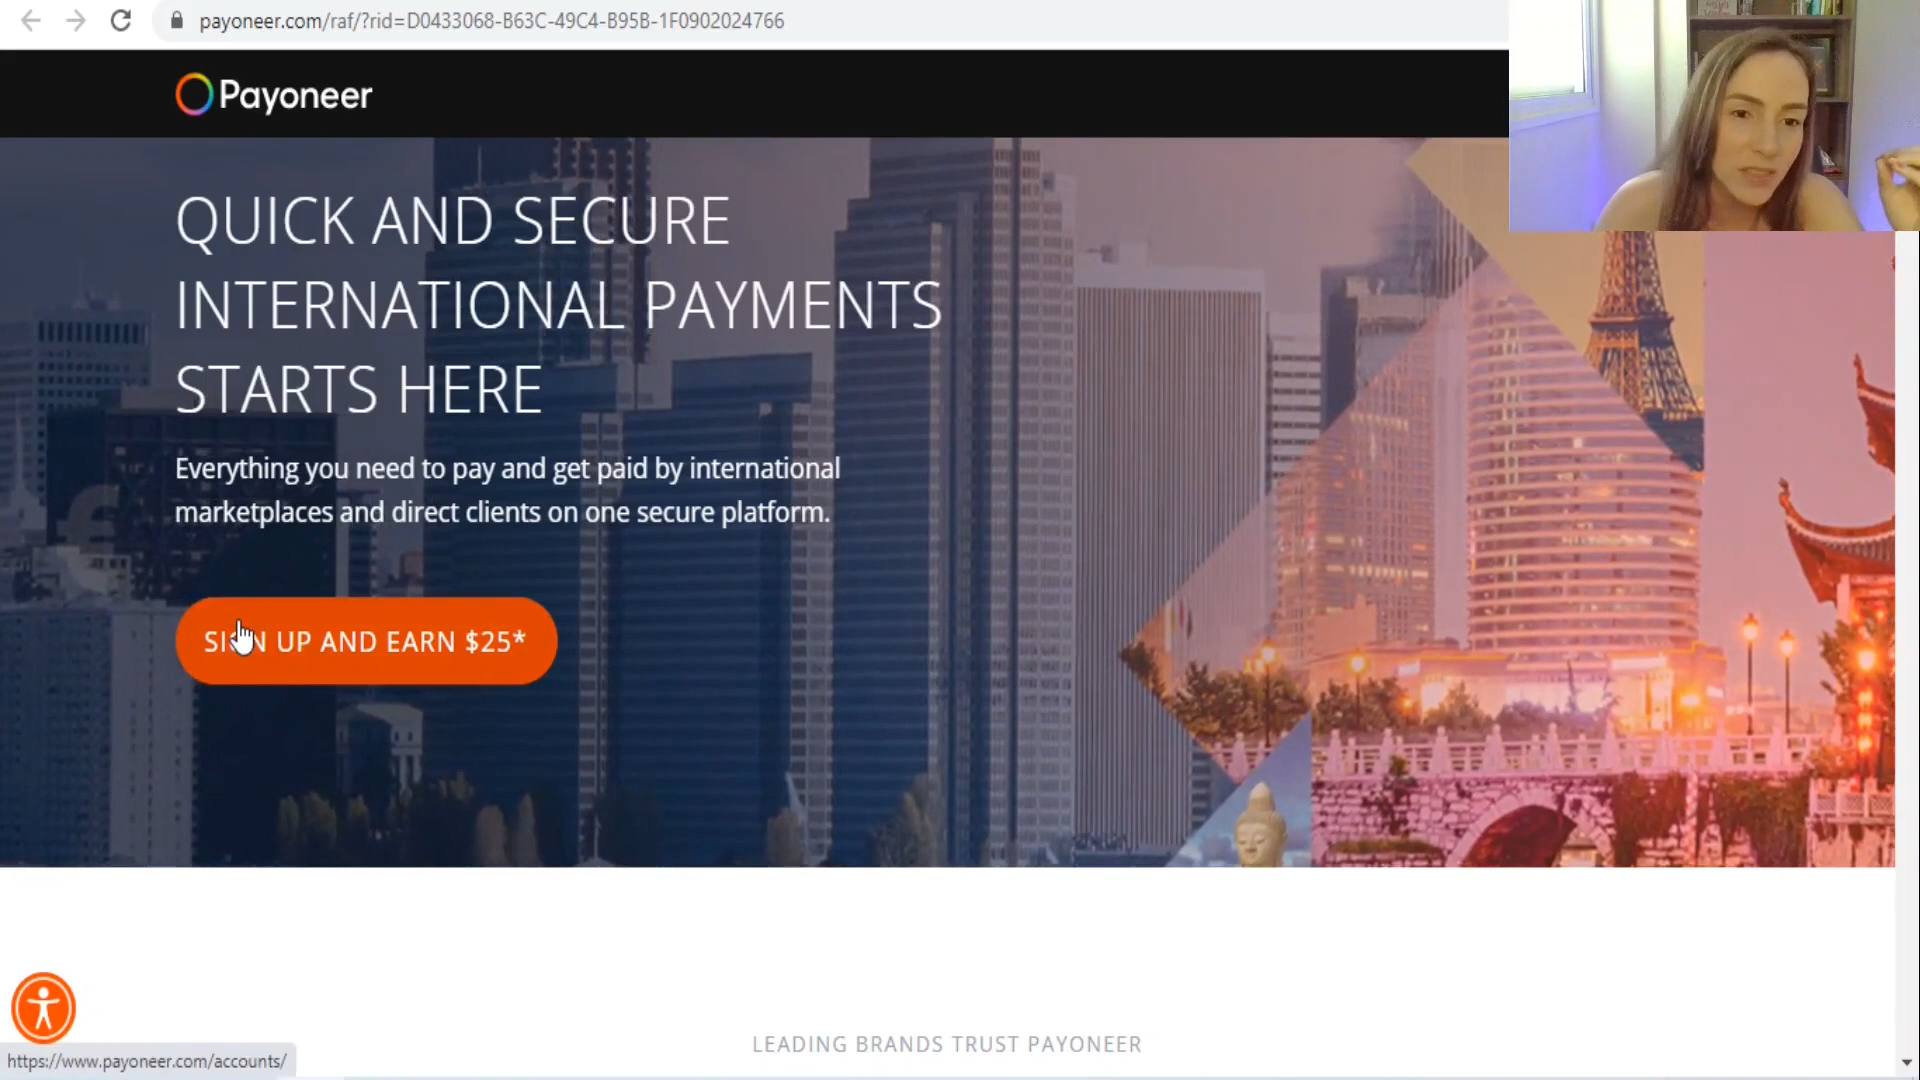 payoneer.com/raf/?rid=D0433068-B63C-49C4-B95B-1F0902024766
Payoneer
QUICK AND SECURE
INTERNATIONAL PAYMENTS
STARTS HERE
Everything you need to pay and get paid by international
marketplaces and direct clients on one secure platform.
SIGN UP AND EARN $25*
LEADING BRANDS TRUST PAYONEER
https://www.payoneer.com/accounts/